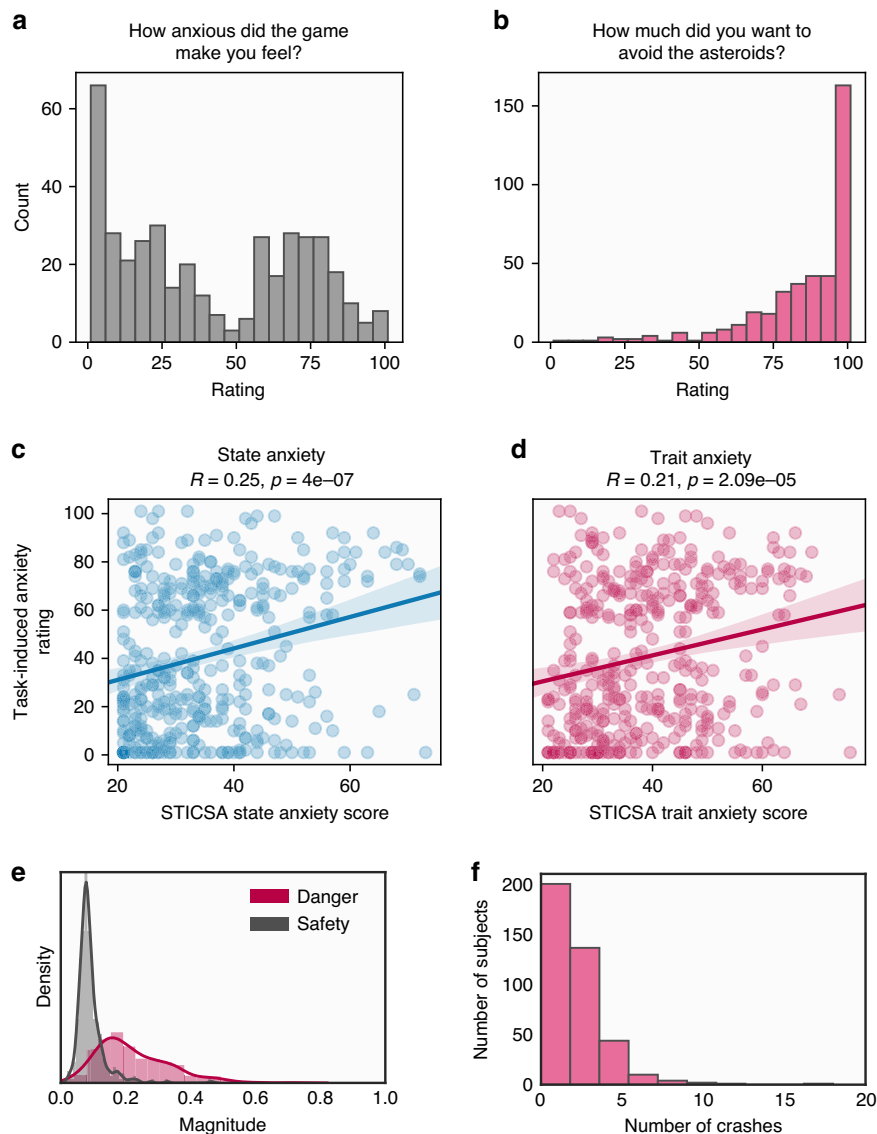 a
How anxious did the game
make you feel?
60
40
20
0
Count
0 25 50 75 100
Rating
b
How much did you want to
avoid the asteroids?
150
100
50
0
0 25 50 75 100
Rating
c
State anxiety
R = 0.25, p = 4e–07
100
80
60
40
20
0
Task-induced anxiety
rating
20 40 60
STICSA state anxiety score
d
Trait anxiety
R = 0.21, p = 2.09e–05
20 40 60
STICSA trait anxiety score
e
Danger
Safety
Density
0.0 0.2 0.4 0.6 0.8 1.0
Magnitude
f
200
150
100
50
0
Number of subjects
0 5 10 15 20
Number of crashes